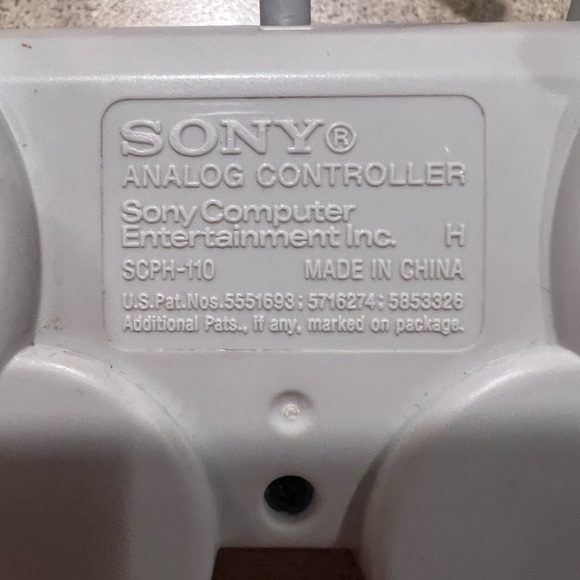 SONY®
ANALOG CONTROLLER
Sony Computer
Entertainment Inc. H
SCPH-110 MADE IN CHINA
U.S.Pat.Nos.5551693; 5716274; 5853326
Additional Pats., if any, marked on package.